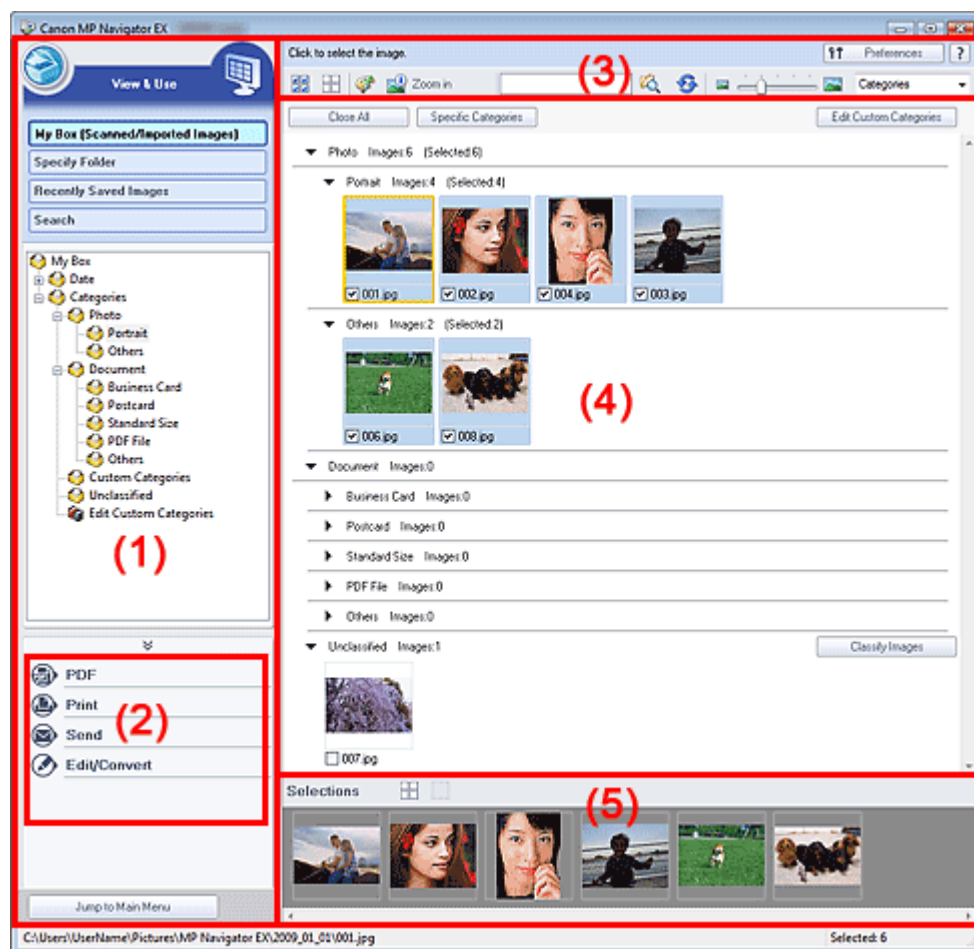 Canon MP Navigator EX
View & Use
My Box (Scanned/Imported Images)
Specify Folder
Recently Saved Images
Search
My Box
Date
Categories
Photo
Portrait
Others
Document
Business Card
Postcard
Standard Size
PDF File
Others
Custom Categories
Unclassified
Edit Custom Categories
(1)
PDF
Print
(2)
Send
Edit/Convert
Jump to Main Menu
Click to select the image.
(3)
Preferences
?
Zoom in
Categories
Close All
Specific Categories
Edit Custom Categories
Photo Images:6 (Selected:6)
Portrait Images:4 (Selected:4)
001.jpg
002.jpg
004.jpg
003.jpg
Others Images:2 (Selected:2)
(4)
006.jpg
008.jpg
Document Images:0
Business Card Images:0
Postcard Images:0
Standard Size Images:0
PDF File Images:0
Others Images:0
Unclassified Images:1
Classify Images
007.jpg
Selections
(5)
C:\Users\UserName\Pictures\MP Navigator EX\2009_01_01\001.jpg
Selected: 6